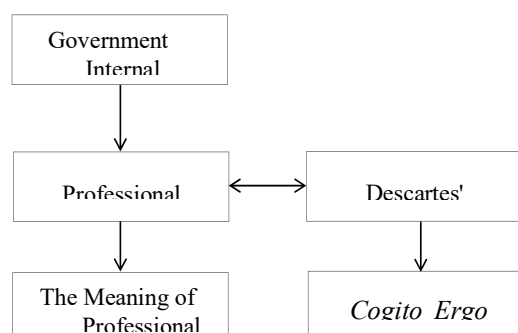 Government
Internal
Professional
Descartes'
The Meaning of
Professional
Cogito Ergo